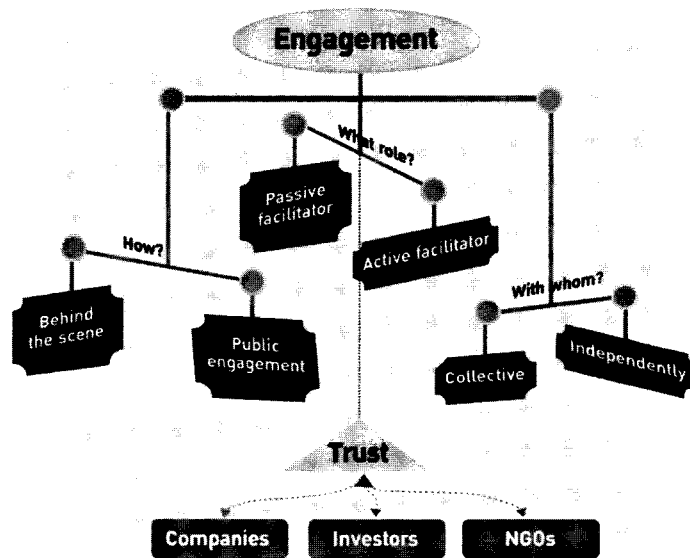 Engagement
What role?
Passive
facilitator
Active facilitator
How?
Behind
the scene
Public
engagement
With whom?
Collective
Independently
Trust
Companies
Investors
NGOs